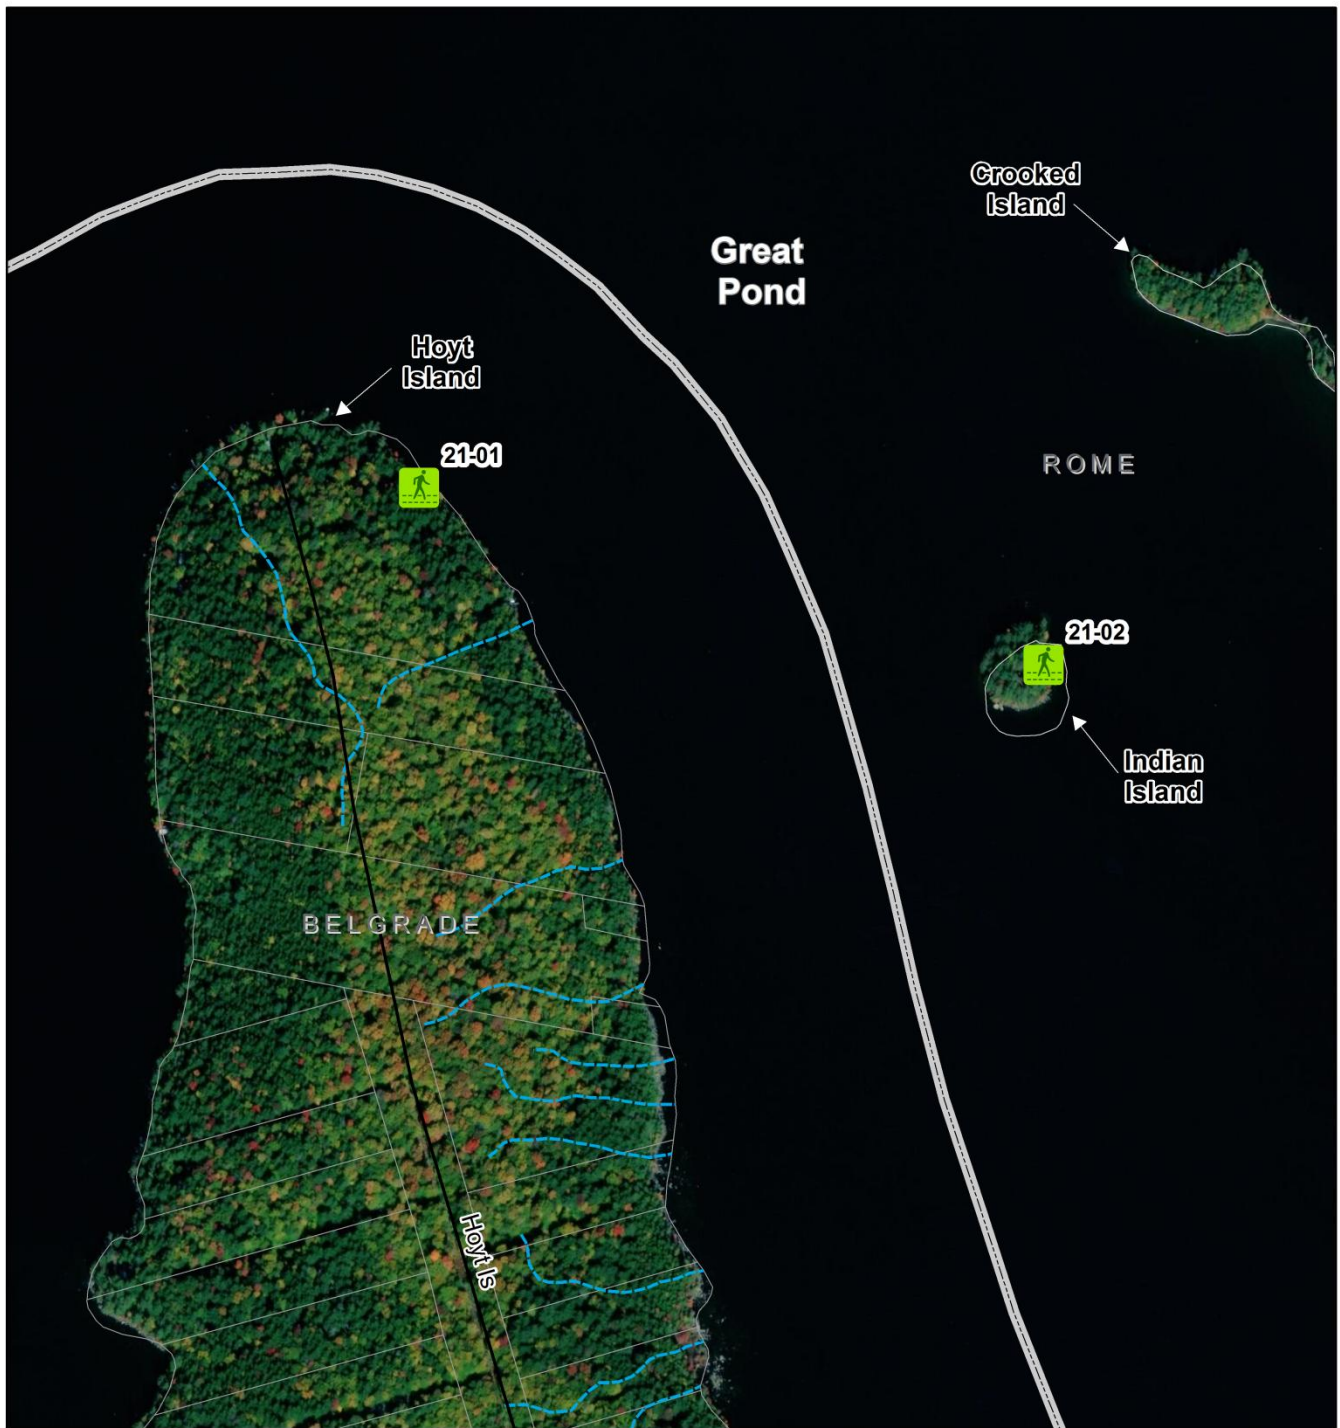 Crooked
Island
Great
Pond
Hoyt
Island
21-01
ROME
21-02
Indian
Island
BELGRADE
Hoyt Is